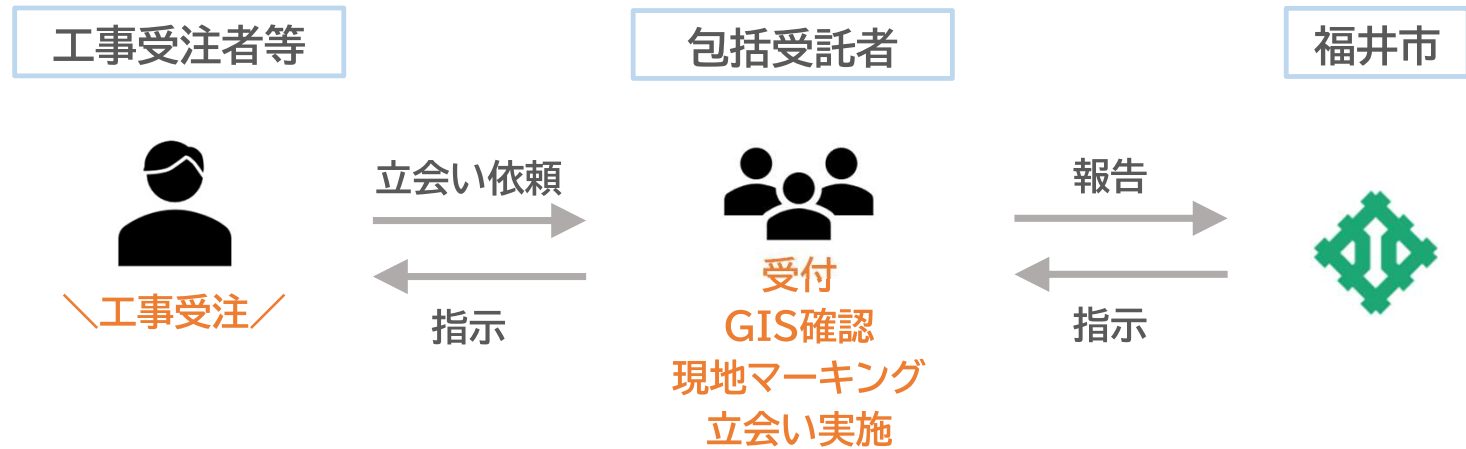 工事受注者等
包括受託者
福井市
立会い依頼
報告
指示
指示
＼工事受注／
受付
GIS確認
現地マーキング
立会い実施